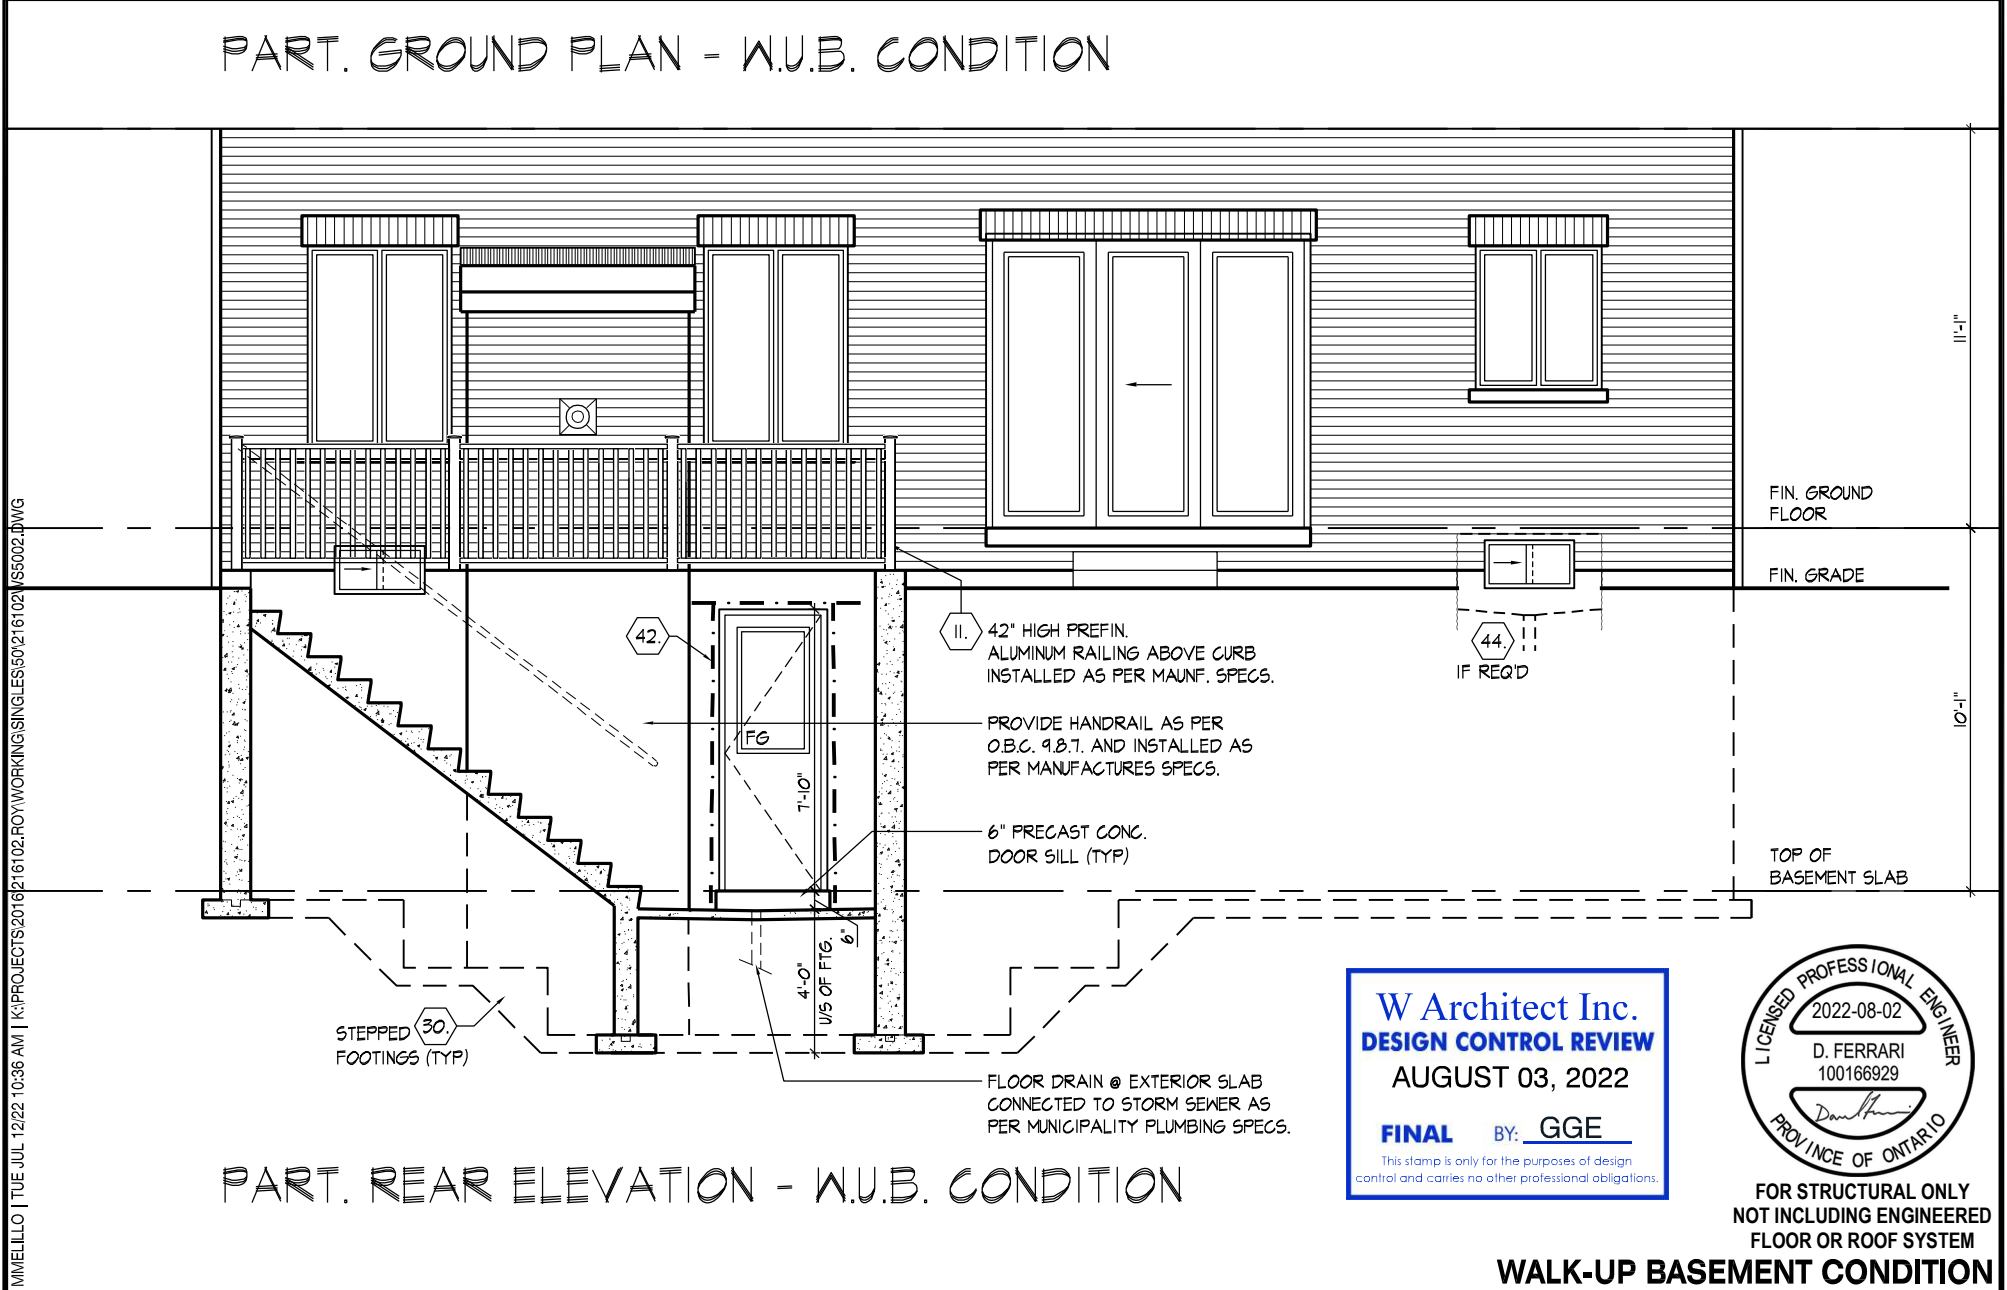 PART. GROUND PLAN - W.U.B. CONDITION
11'-1"
FIN. GROUND
FLOOR
FIN. GRADE
10'-1"
TOP OF
BASEMENT SLAB
42.
11.
42" HIGH PREFIN.
ALUMINUM RAILING ABOVE CURB
INSTALLED AS PER MAUNF. SPECS.
44.
IF REQ'D
PROVIDE HANDRAIL AS PER
O.B.C. 9.8.7. AND INSTALLED AS
PER MANUFACTURES SPECS.
FG
7'-10"
6" PRECAST CONC.
DOOR SILL (TYP)
6"
4'-0"
U/S OF FTG.
STEPPED
FOOTINGS (TYP)
30.
FLOOR DRAIN @ EXTERIOR SLAB
CONNECTED TO STORM SEWER AS
PER MUNICIPALITY PLUMBING SPECS.
PART. REAR ELEVATION - W.U.B. CONDITION
W Architect Inc.
DESIGN CONTROL REVIEW
AUGUST 03, 2022
FINAL BY: GGE
This stamp is only for the purposes of design
control and carries no other professional obligations.
LICENSED PROFESSIONAL ENGINEER
2022-08-02
D. FERRARI
100166929
PROVINCE OF ONTARIO
FOR STRUCTURAL ONLY
NOT INCLUDING ENGINEERED
FLOOR OR ROOF SYSTEM
WALK-UP BASEMENT CONDITION
MMELILLO | TUE JUL 12/22 10:36 AM | K:\PROJECTS\2016\216102.ROY\WORKING\SINGLES\50\216102WS5002.DWG